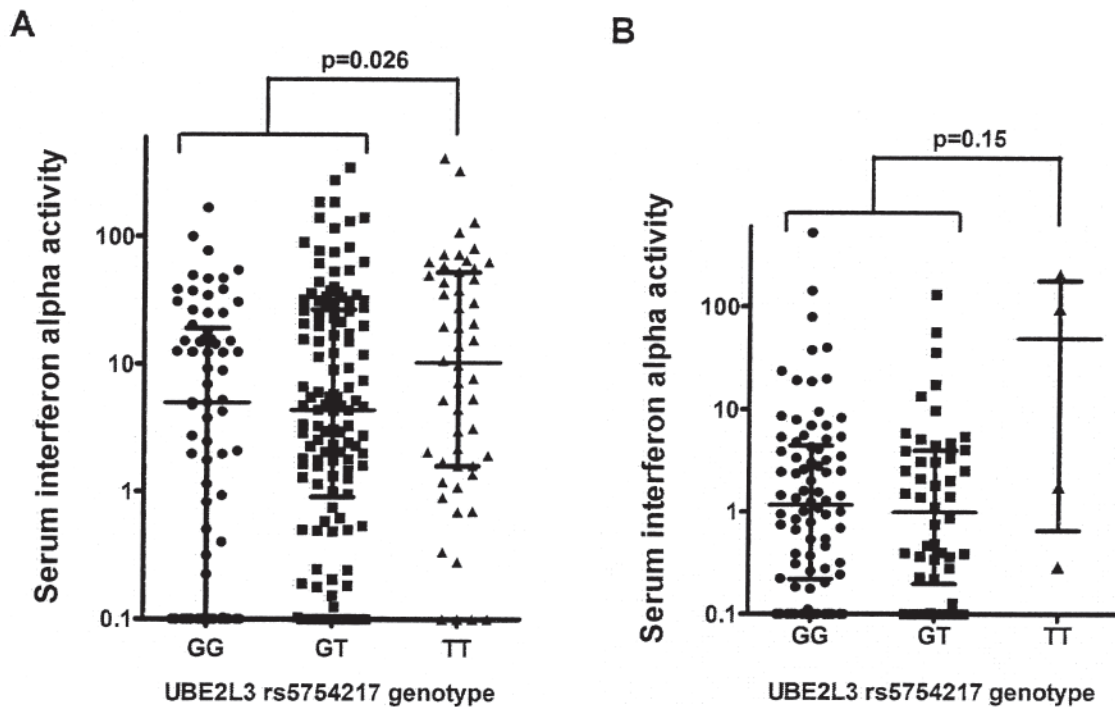 A
p=0.026
Serum interferon alpha activity
100
10
1
0.1
GG GT TT
UBE2L3 rs5754217 genotype
B
p=0.15
Serum interferon alpha activity
100
10
1
0.1
GG GT TT
UBE2L3 rs5754217 genotype